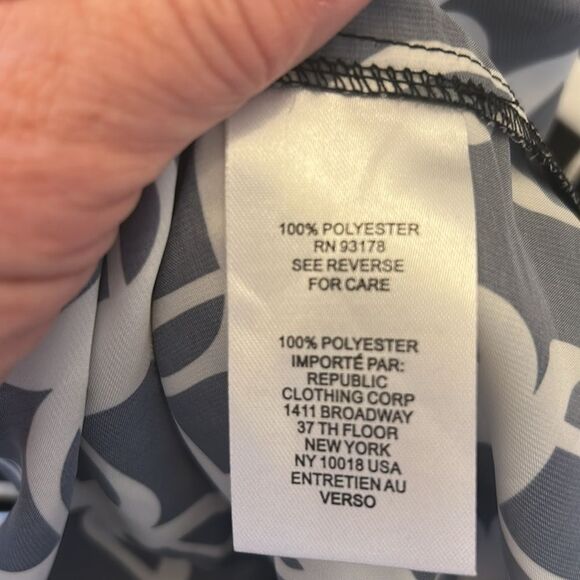 100% POLYESTER
RN 93178
SEE REVERSE
FOR CARE
100% POLYESTER
IMPORTÉ PAR:
REPUBLIC
CLOTHING CORP
1411 BROADWAY
37 TH FLOOR
NEW YORK
NY 10018 USA
ENTRETIEN AU
VERSO